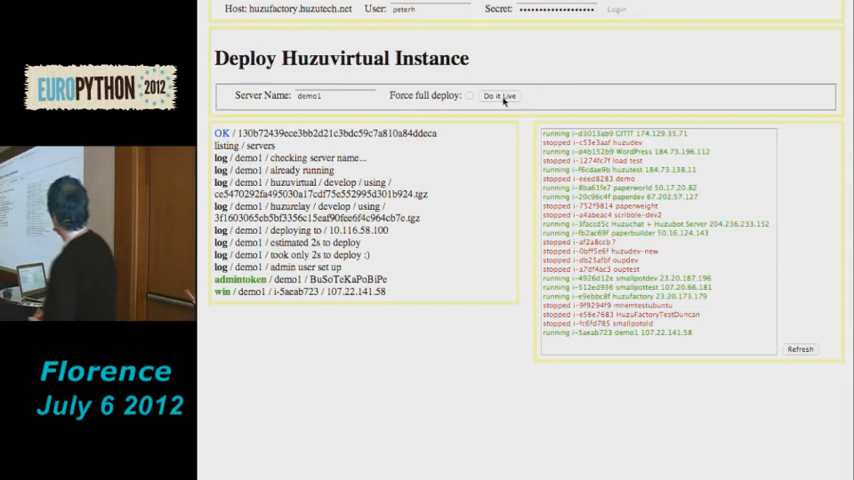 EUROPYTHON 2012
Florence
July 6 2012
Host: huzufactory.huzutech.net User: peterh Secret: •••••••••••••••• Login
Deploy Huzuvirtual Instance
Server Name: demo1 Force full deploy: Do it Live
OK / 130b72439ece3bb2d21c3bdc59c7a810a84ddeca
listing / servers
log / demo1 / checking server name...
log / demo1 / already running
log / demo1 / huzuvirtual / develop / using /
ce5470292fa495030a17cdf75e552995d301b924.tgz
log / demo1 / huzurelay / develop / using /
3f1603065eb5bf3356c15eaf90fee6f4c964cb7e.tgz
log / demo1 / deploying to / 10.116.58.100
log / demo1 / estimated 2s to deploy
log / demo1 / took only 2s to deploy :)
log / demo1 / admin user set up
admintoken / demo1 / BuSoTeKaPoBiPe
win / demo1 / i-5aeab723 / 107.22.141.58
running i-d3013ab9 GITIT 174.129.35.71
stopped i-c53e3aaf huzudev
running i-d4b152b9 WordPress 184.73.196.112
stopped i-1274fc7f load test
running i-f6cdae9b huzutest 184.73.138.11
stopped i-eeed8283 demo
running i-8ba61fe7 paperworld 50.17.20.82
running i-20c96c4f paperdev 67.202.57.127
stopped i-752f9814 paperweight
stopped i-a4abeac4 scribble-dev2
running i-3faccd5c Huzuchat + Huzubot Server 204.236.233.152
running i-fb2ac69f paperbuilder 50.16.124.143
stopped i-af2a8ccb ?
stopped i-0bff5e6f huzudev-new
stopped i-db25afbf oupdev
stopped i-a7df4ac3 ouptest
running i-4926d12e smallpotdev 23.20.187.196
running i-512ed936 smallpottest 107.20.66.181
running i-e9ebbc8f huzufactory 23.20.173.179
stopped i-9f9294f9 mnemtestubuntu
stopped i-e56e7683 HuzuFactoryTestDuncan
stopped i-fc6fd785 smallpotold
running i-5aeab723 demo1 107.22.141.58
Refresh